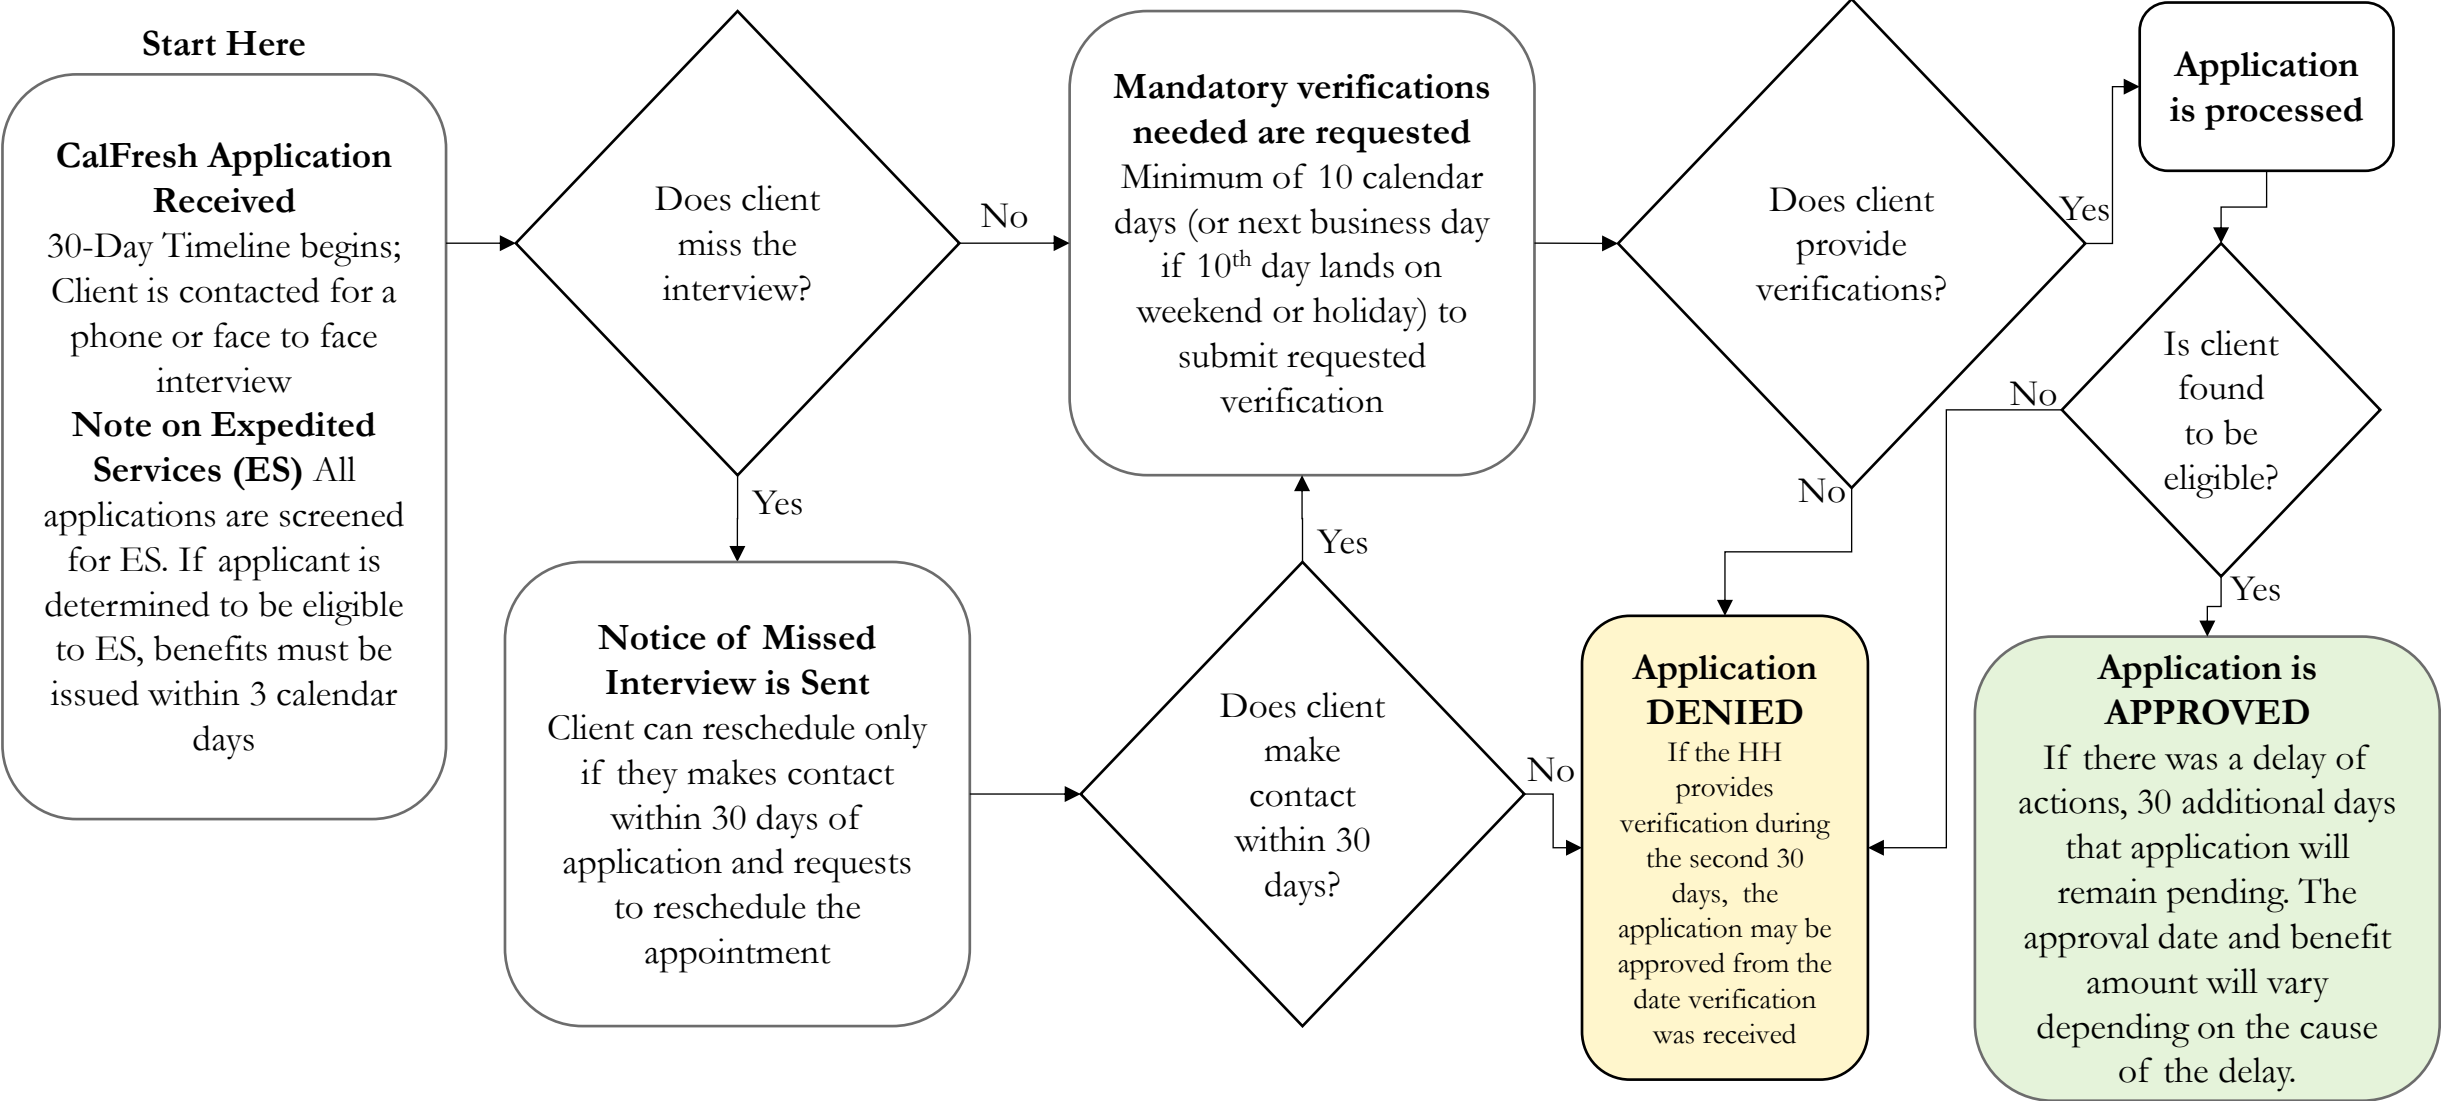 Start Here
CalFresh Application
Received
30-Day Timeline begins;
Client is contacted for a
phone or face to face
interview
Note on Expedited
Services (ES) All
applications are screened
for ES. If applicant is
determined to be eligible
to ES, benefits must be
issued within 3 calendar
days
Does client
miss the
interview?
No
Yes
Notice of Missed
Interview is Sent
Client can reschedule only
if they makes contact
within 30 days of
application and requests
to reschedule the
appointment
Mandatory verifications
needed are requested
Minimum of 10 calendar
days (or next business day
if 10th day lands on
weekend or holiday) to
submit requested
verification
Yes
Does client
make
contact
within 30
days?
No
Does client
provide
verifications?
Yes
No
Application
DENIED
If the HH
provides
verification during
the second 30
days, the
application may be
approved from the
date verification
was received
Application
is processed
Is client
found
to be
eligible?
No
Yes
Application is
APPROVED
If there was a delay of
actions, 30 additional days
that application will
remain pending. The
approval date and benefit
amount will vary
depending on the cause
of the delay.